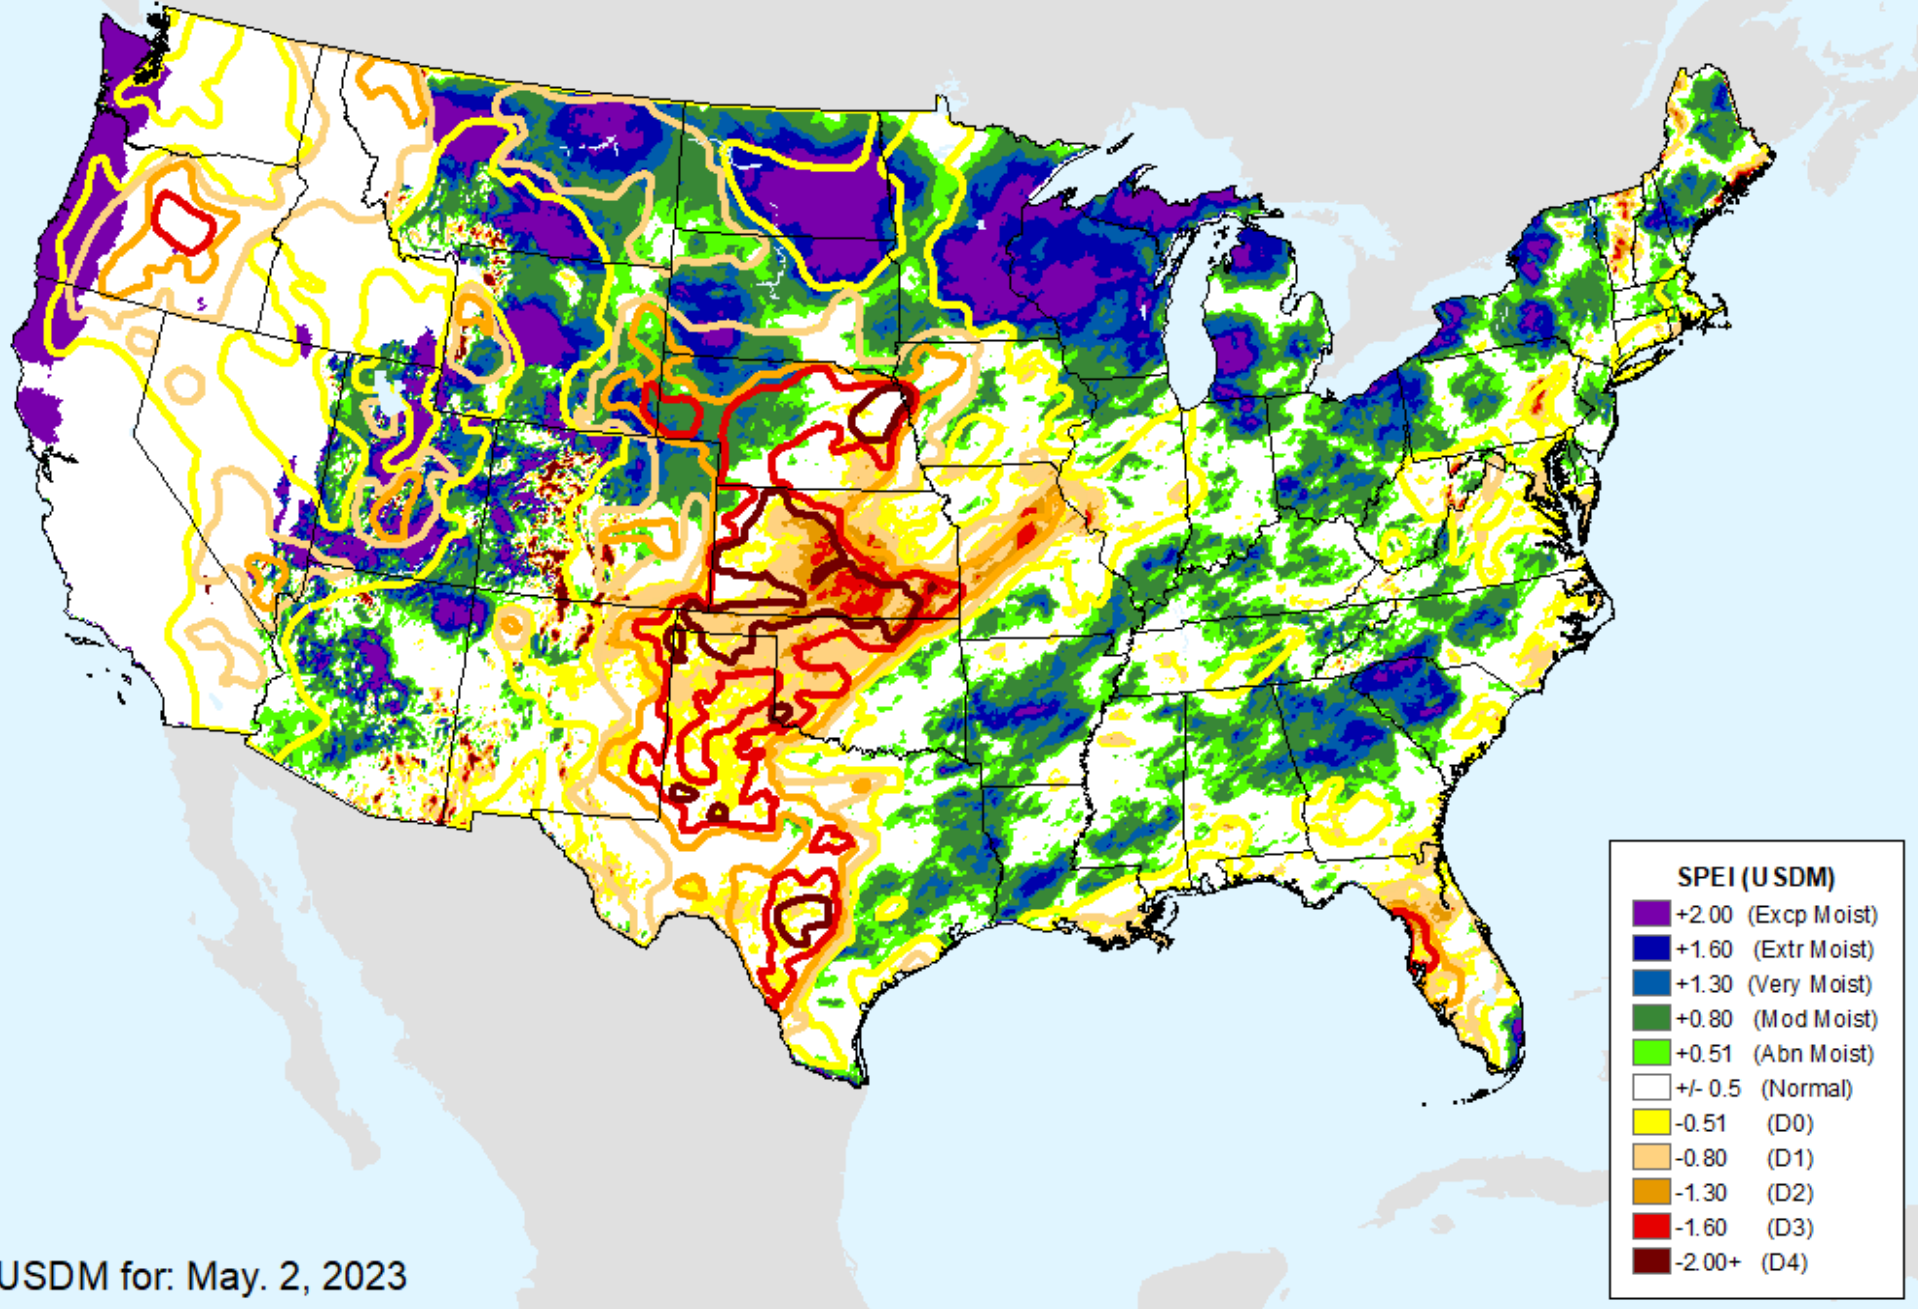 SPEI (USDM)
+2.00 (Excp Moist)
+1.60 (Extr Moist)
+1.30 (Very Moist)
+0.80 (Mod Moist)
+0.51 (Abn Moist)
+/- 0.5 (Normal)
-0.51 (D0)
-0.80 (D1)
-1.30 (D2)
-1.60 (D3)
-2.00+ (D4)
USDM for: May. 2, 2023